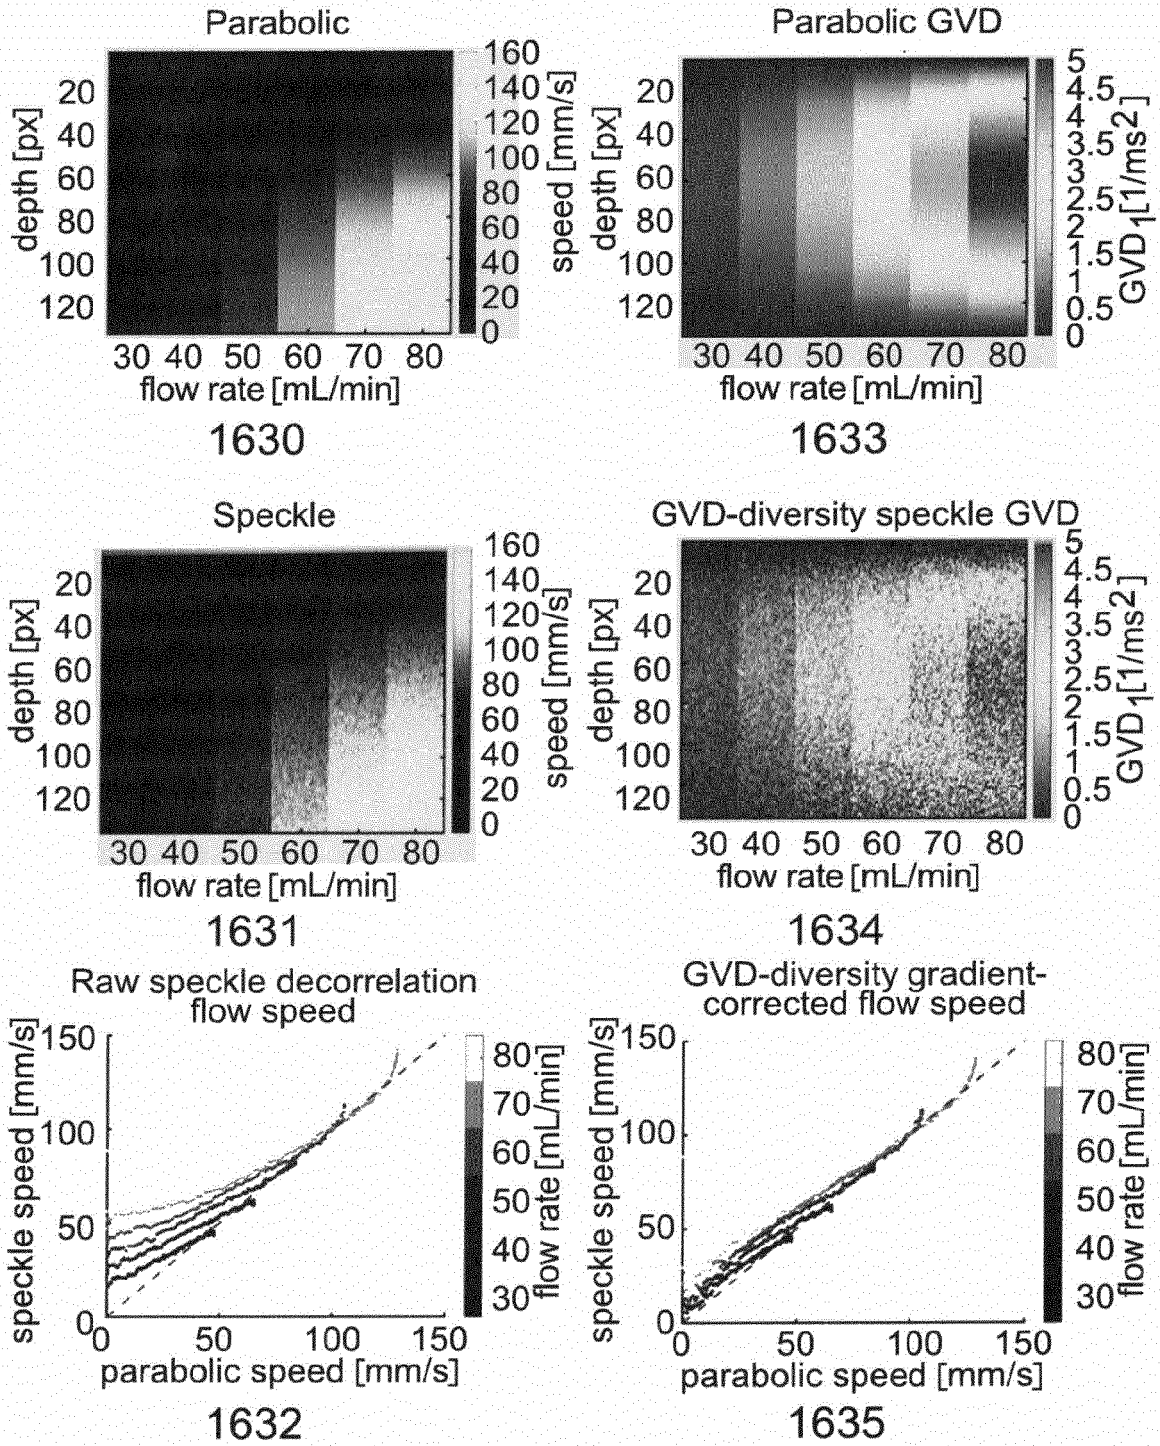 Parabolic
160
140
120
100
80
60
40
20
0
speed [mm/s]
20
40
60
80
100
120
depth [px]
30 40 50 60 70 80
flow rate [mL/min]
1630
Parabolic GVD
5
4.5
4
3.5
3
2.5
2
1.5
1
0.5
0
GVD1[1/ms2]
20
40
60
80
100
120
depth [px]
30 40 50 60 70 80
flow rate [mL/min]
1633
Speckle
160
140
120
100
80
60
40
20
0
speed [mm/s]
20
40
60
80
100
120
depth [px]
30 40 50 60 70 80
flow rate [mL/min]
1631
GVD-diversity speckle GVD
5
4.5
4
3.5
3
2.5
2
1.5
1
0.5
0
GVD1[1/ms2]
20
40
60
80
100
120
depth [px]
30 40 50 60 70 80
flow rate [mL/min]
1634
Raw speckle decorrelation
flow speed
150
100
50
0
speckle speed [mm/s]
80
70
60
50
40
30
flow rate [mL/min]
0 50 100 150
parabolic speed [mm/s]
1632
GVD-diversity gradient-
corrected flow speed
150
100
50
0
speckle speed [mm/s]
80
70
60
50
40
30
flow rate [mL/min]
0 50 100 150
parabolic speed [mm/s]
1635